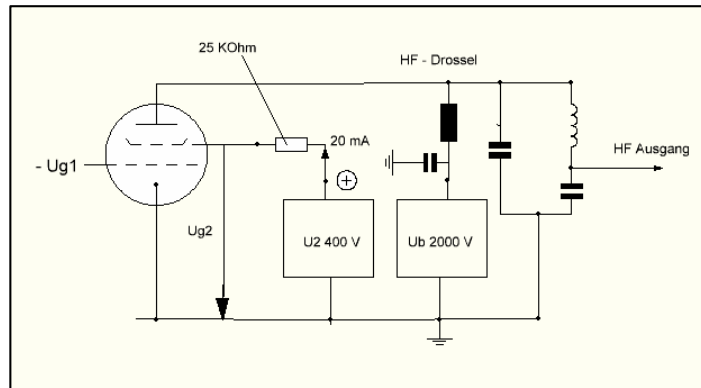 25 KOhm
HF - Drossel
20 mA
HF Ausgang
- Ug1
+
Ug2
U2 400 V
Ub 2000 V